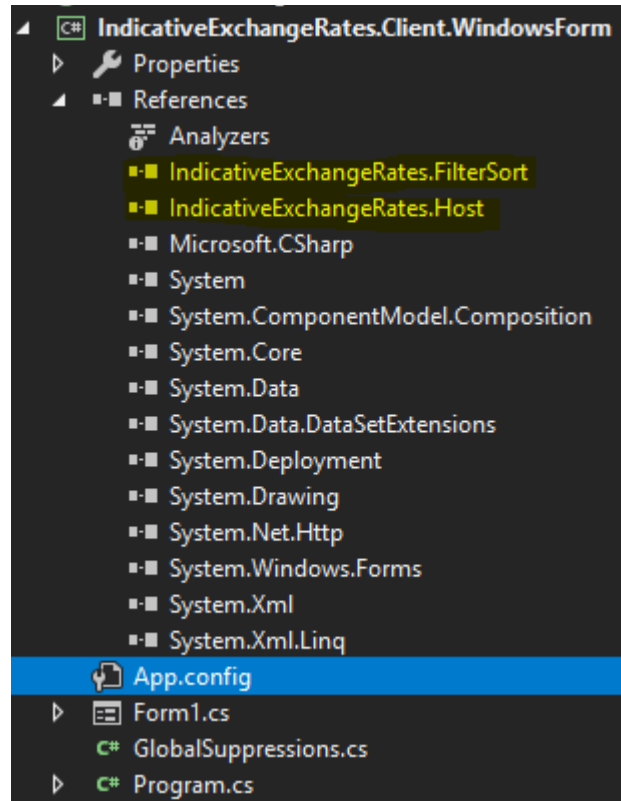 C# IndicativeExchangeRates.Client.WindowsForm
Properties
References
Analyzers
IndicativeExchangeRates.FilterSort
IndicativeExchangeRates.Host
Microsoft.CSharp
System
System.ComponentModel.Composition
System.Core
System.Data
System.Data.DataSetExtensions
System.Deployment
System.Drawing
System.Net.Http
System.Windows.Forms
System.Xml
System.Xml.Linq
App.config
Form1.cs
C# GlobalSuppressions.cs
C# Program.cs